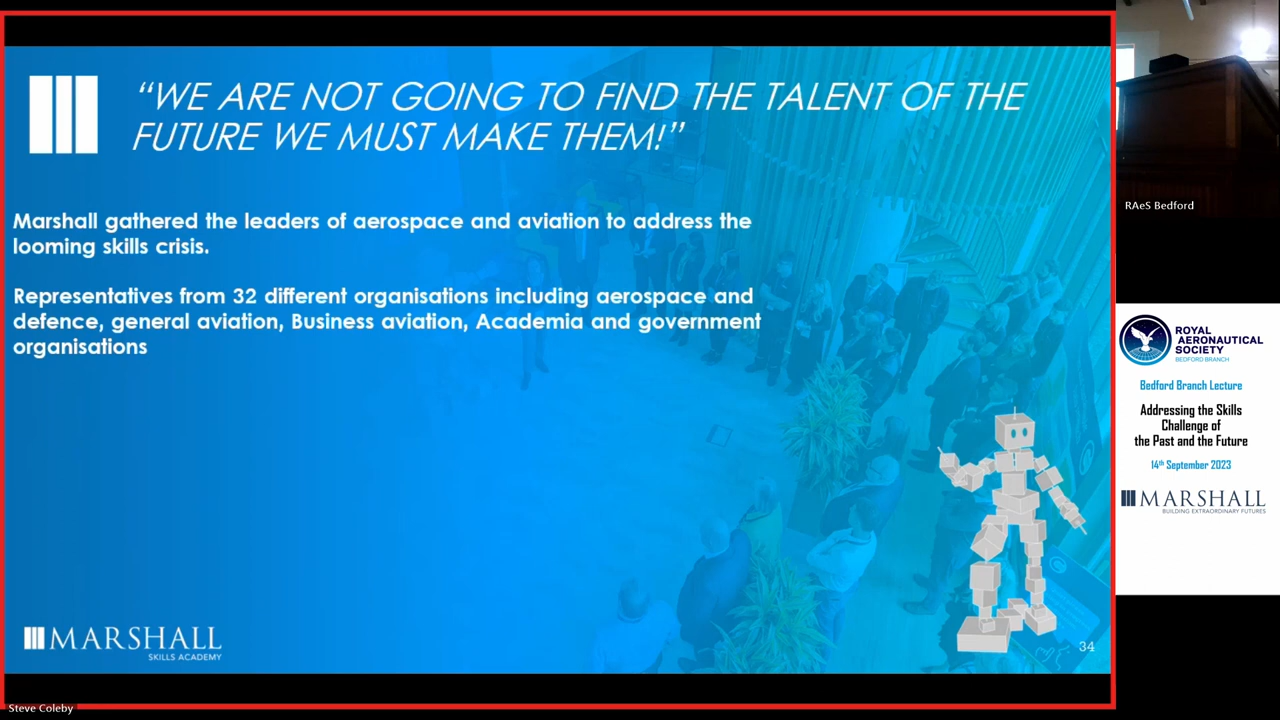 “WE ARE NOT GOING TO FIND THE TALENT OF THE
FUTURE WE MUST MAKE THEM!”
Marshall gathered the leaders of aerospace and aviation to address the
looming skills crisis.
Representatives from 32 different organisations including aerospace and
defence, general aviation, Business aviation, Academia and government
organisations
MARSHALL
SKILLS ACADEMY
34
Steve Coleby
RAeS Bedford
ROYAL
AERONAUTICAL
SOCIETY
BEDFORD BRANCH
Bedford Branch Lecture
Addressing the Skills
Challenge of
the Past and the Future
14th September 2023
MARSHALL
BUILDING EXTRAORDINARY FUTURES